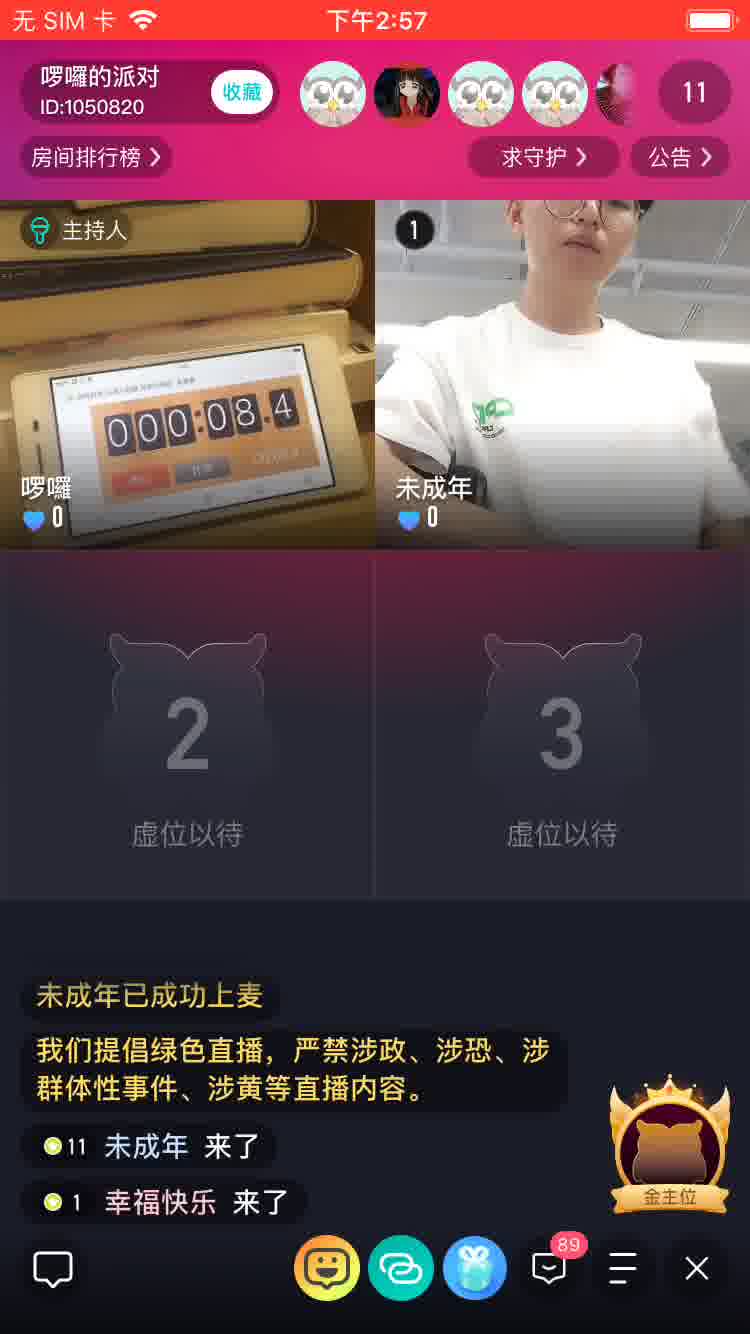 无 SIM 卡
下午2:57
啰囉的派对
ID:1050820
收藏
11
房间排行榜
求守护
公告
主持人
1
000:08.4
啰囉
0
未成年
0
2
3
虚位以待
虚位以待
未成年已成功上麦
我们提倡绿色直播，严禁涉政、涉恐、涉
群体性事件、涉黄等直播内容。
11 未成年 来了
1 幸福快乐 来了
金主位
89